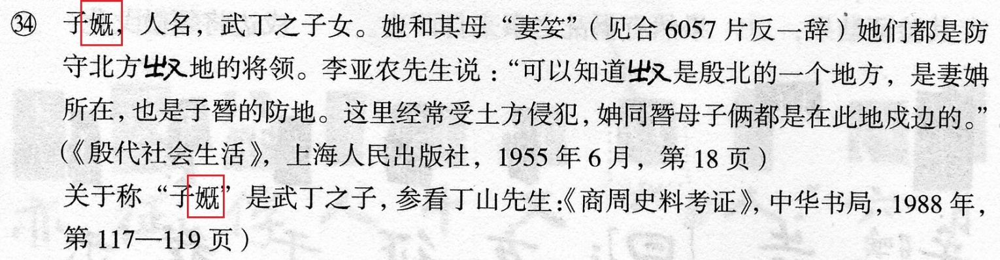 ㉞ 子，人名，武丁之子女。她和其母“妻”（见合 6057 片反一辞）她们都是防
守北方地的将领。李亚农先生说：“可以知道是殷北的一个地方，是妻姌
所在，也是子的防地。这里经常受土方侵犯，姌同母子俩都是在此地戍边的。”
（《殷代社会生活》，上海人民出版社，1955 年 6 月，第 18 页）
关于称“子”是武丁之子，参看丁山先生：《商周史料考证》，中华书局，1988 年，
第 117—119 页）